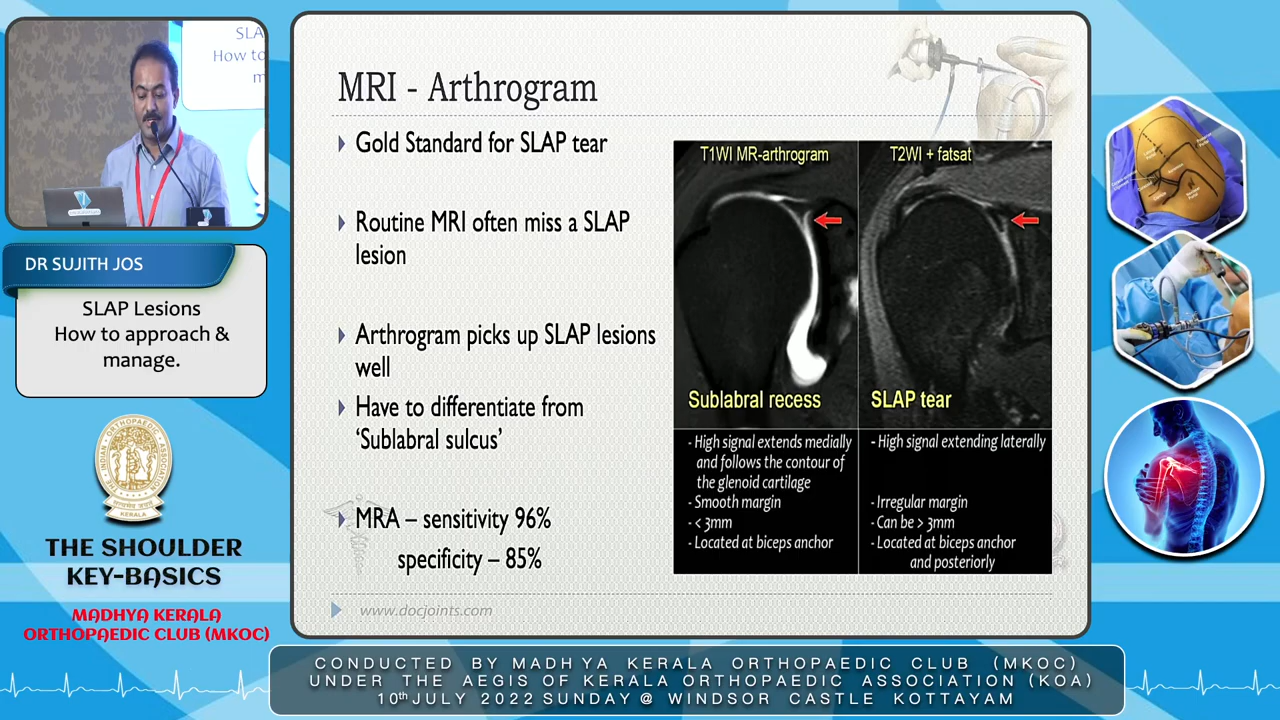 SLA
How to
m
DR SUJITH JOS
SLAP Lesions
How to approach &
manage.
THE SHOULDER
KEY-BASICS
MADHYA KERALA
ORTHOPAEDIC CLUB (MKOC)
MRI - Arthrogram
Gold Standard for SLAP tear
Routine MRI often miss a SLAP
lesion
Arthrogram picks up SLAP lesions
well
Have to differentiate from
‘Sublabral sulcus’
MRA – sensitivity 96%
specificity – 85%
www.docjoints.com
T1WI MR-arthrogram
Sublabral recess
- High signal extends medially
and follows the contour of
the glenoid cartilage
- Smooth margin
- < 3mm
- Located at biceps anchor
T2WI + fatsat
SLAP tear
- High signal extending laterally
- Irregular margin
- Can be > 3mm
- Located at biceps anchor
and posteriorly
CONDUCTED BY MADHYA KERALA ORTHOPAEDIC CLUB (MKOC)
UNDER THE AEGIS OF KERALA ORTHOPAEDIC ASSOCIATION (KOA)
10th JULY 2022 SUNDAY @ WINDSOR CASTLE KOTTAYAM